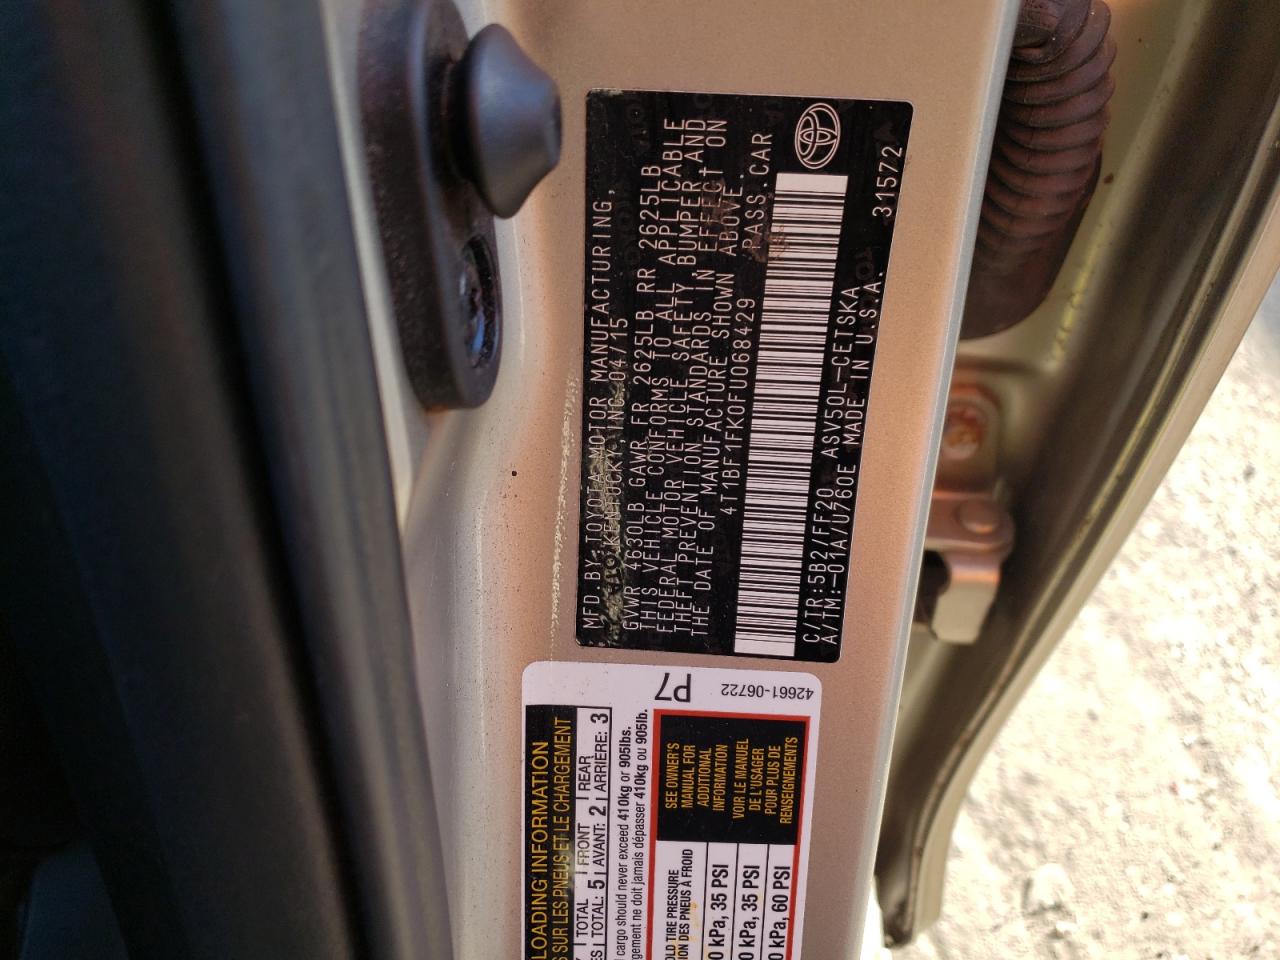 MFD.BY:TOYOTA MOTOR MANUFACTURING,
KENTUCKY, INC. 04/15
GVWR 4630LB GAWR FR 2625LB RR 2625LB
THIS VEHICLE CONFORMS TO ALL APPLICABLE
FEDERAL MOTOR VEHICLE SAFETY, BUMPER AND
THEFT PREVENTION STANDARDS IN EFFECT ON
THE DATE OF MANUFACTURE SHOWN ABOVE.
4T1BF1FK0FU068429 PASS.CAR
C/TR:5B2/FF20 ASV50L-CETSKA
A/TM:-01A/U760E MADE IN U.S.A. 31572
P7
42661-06722
LOADING INFORMATION
SUR LES PNEUS ET LE CHARGEMENT
TOTAL FRONT REAR
TOTAL: 5 AVANT: 2 ARRIÈRE: 3
cargo should never exceed 410kg or 905lbs.
ne doit jamais dépasser 410kg ou 905lb.
SEE OWNER'S
MANUAL FOR
ADDITIONAL
INFORMATION
VOIR LE MANUEL
DE L'USAGER
POUR PLUS DE
RENSEIGNEMENTS
TIRE PRESSURE
DES PNEUS À FROID
kPa, 35 PSI
kPa, 35 PSI
kPa, 60 PSI